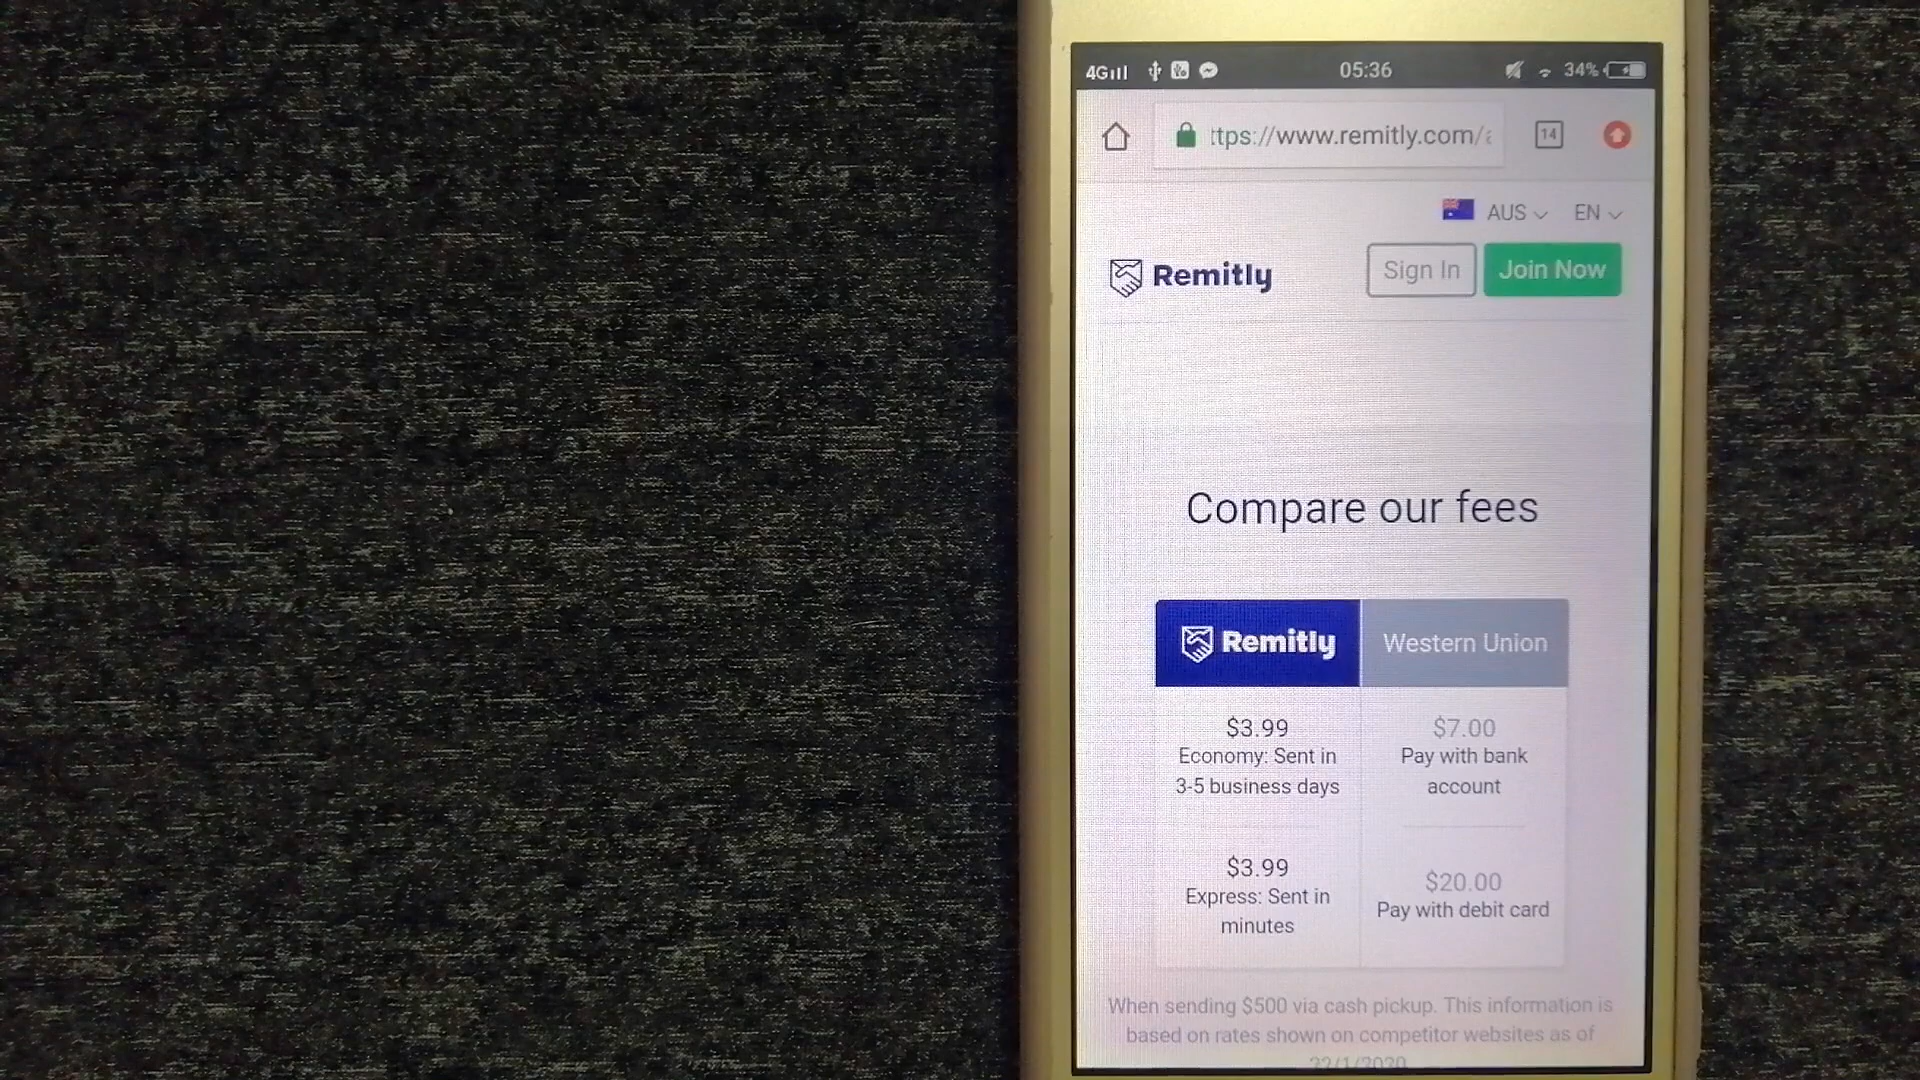 4G 05:36 34%
ttps://www.remitly.com/a 14
AUS EN
Remitly Sign In Join Now
Compare our fees
Remitly Western Union
$3.99 $7.00
Economy: Sent in Pay with bank
3-5 business days account
$3.99 $20.00
Express: Sent in Pay with debit card
minutes
When sending $500 via cash pickup. This information is
based on rates shown on competitor websites as of
22/1/2020